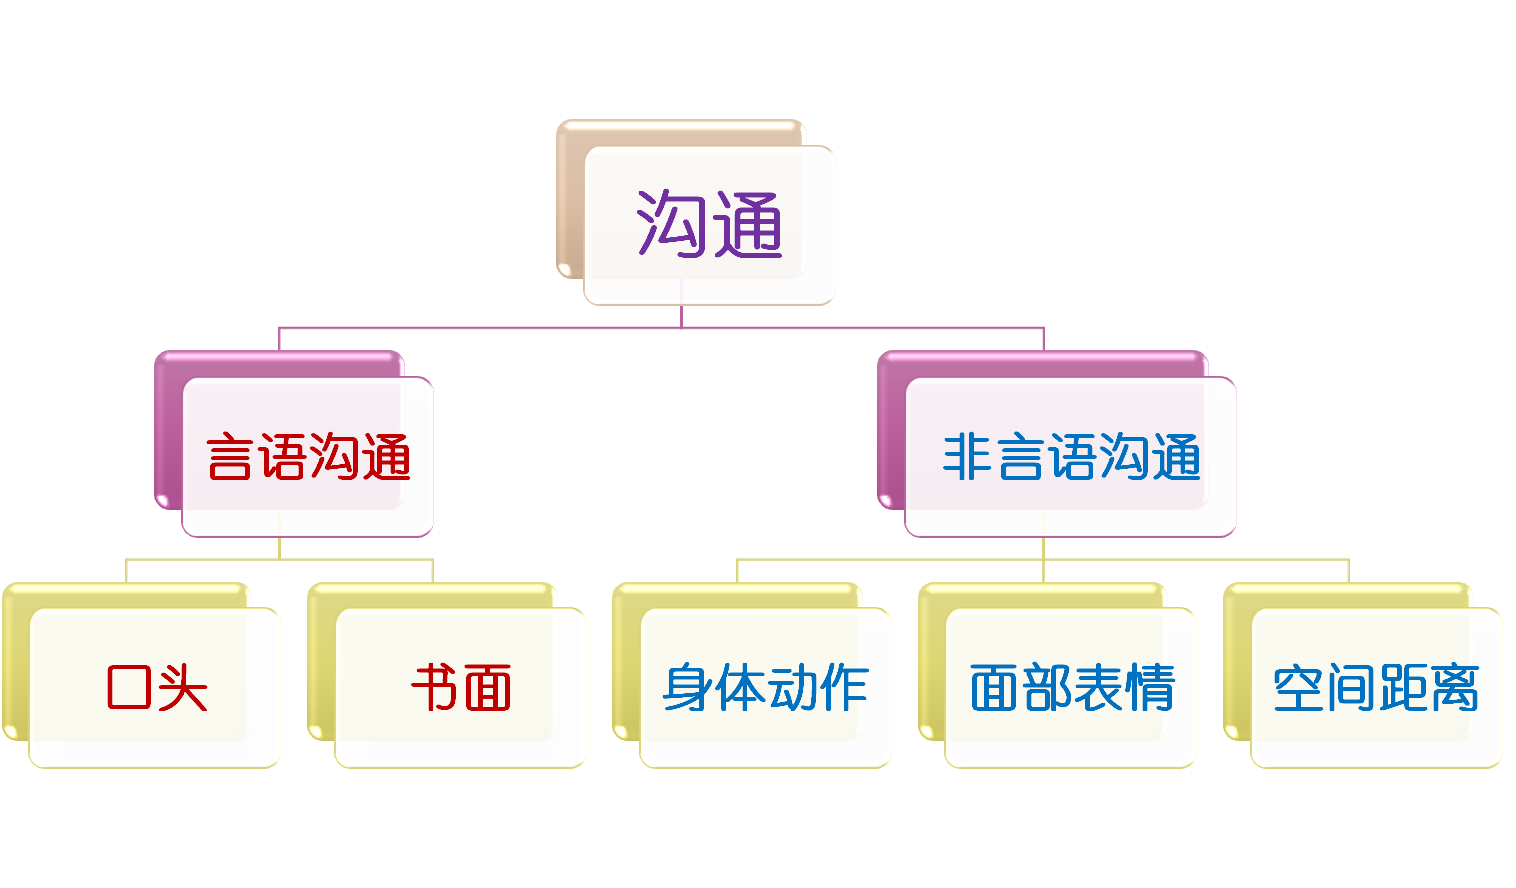 沟通
言语沟通
非言语沟通
口头
书面
身体动作
面部表情
空间距离